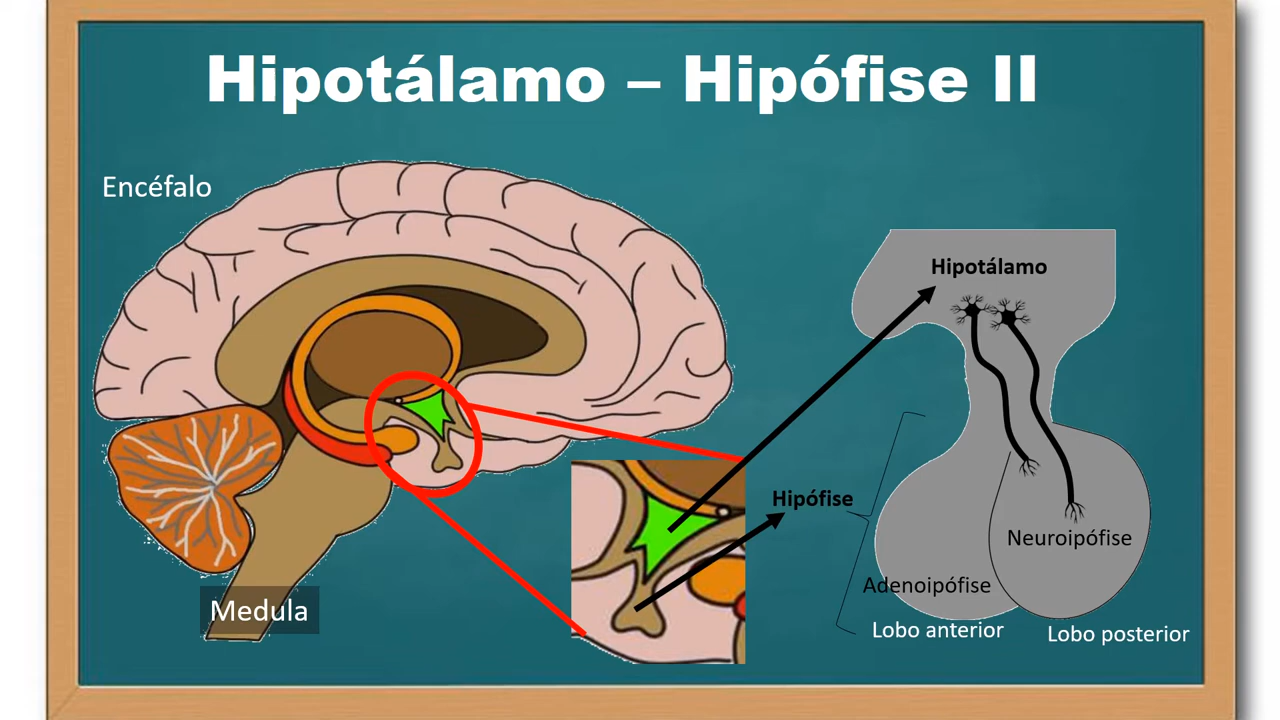 Hipotálamo – Hipófise II
Encéfalo
Hipotálamo
Hipófise
Neuroipófise
Adenoipófise
Medula
Lobo anterior
Lobo posterior